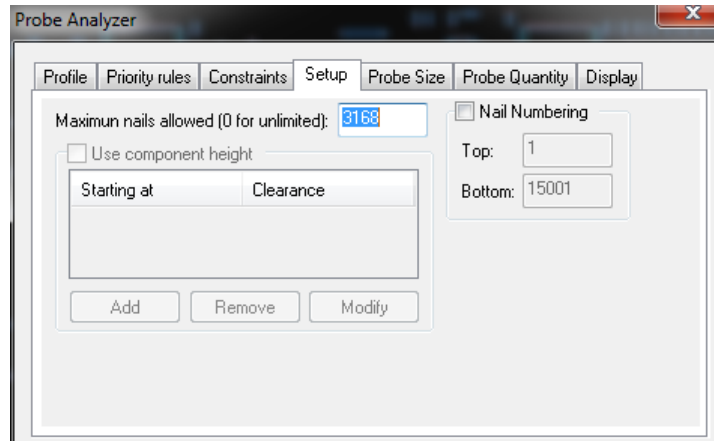 Probe Analyzer
Profile Priority rules Constraints Setup Probe Size Probe Quantity Display
Maximun nails allowed (0 for unlimited): 3168
Nail Numbering
Use component height
Top: 1
Starting at Clearance
Bottom: 15001
Add Remove Modify